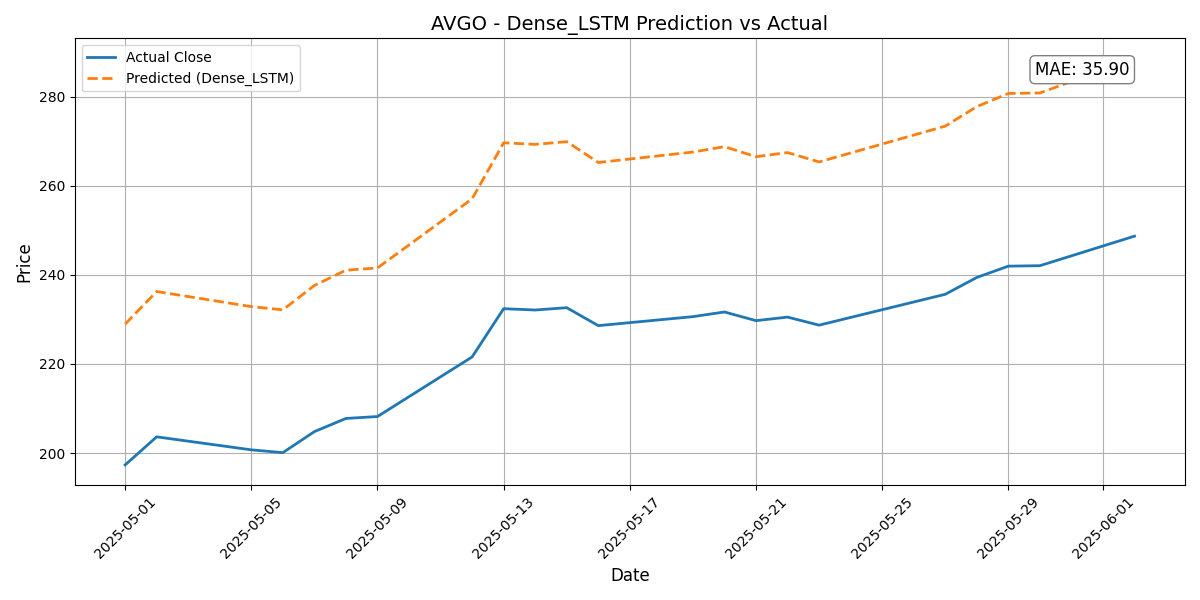 AVGO - Dense_LSTM Prediction vs Actual
Actual Close
Predicted (Dense_LSTM)
MAE: 35.90
Price
280
260
240
220
200
2025-05-01
2025-05-05
2025-05-09
2025-05-13
2025-05-17
2025-05-21
2025-05-25
2025-05-29
2025-06-01
Date